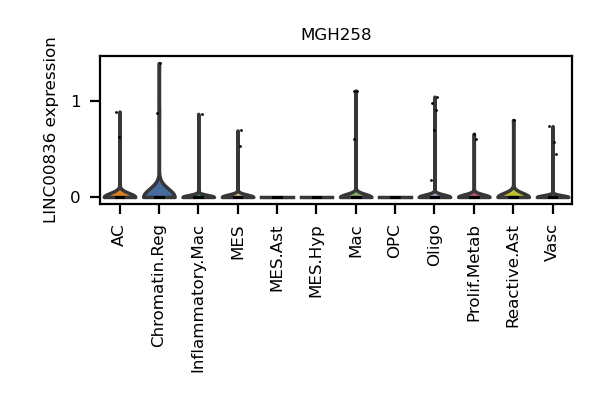 MGH258
LINC00836 expression
1
0
AC
Chromatin.Reg
Inflammatory.Mac
MES
MES.Ast
MES.Hyp
Mac
OPC
Oligo
Prolif.Metab
Reactive.Ast
Vasc